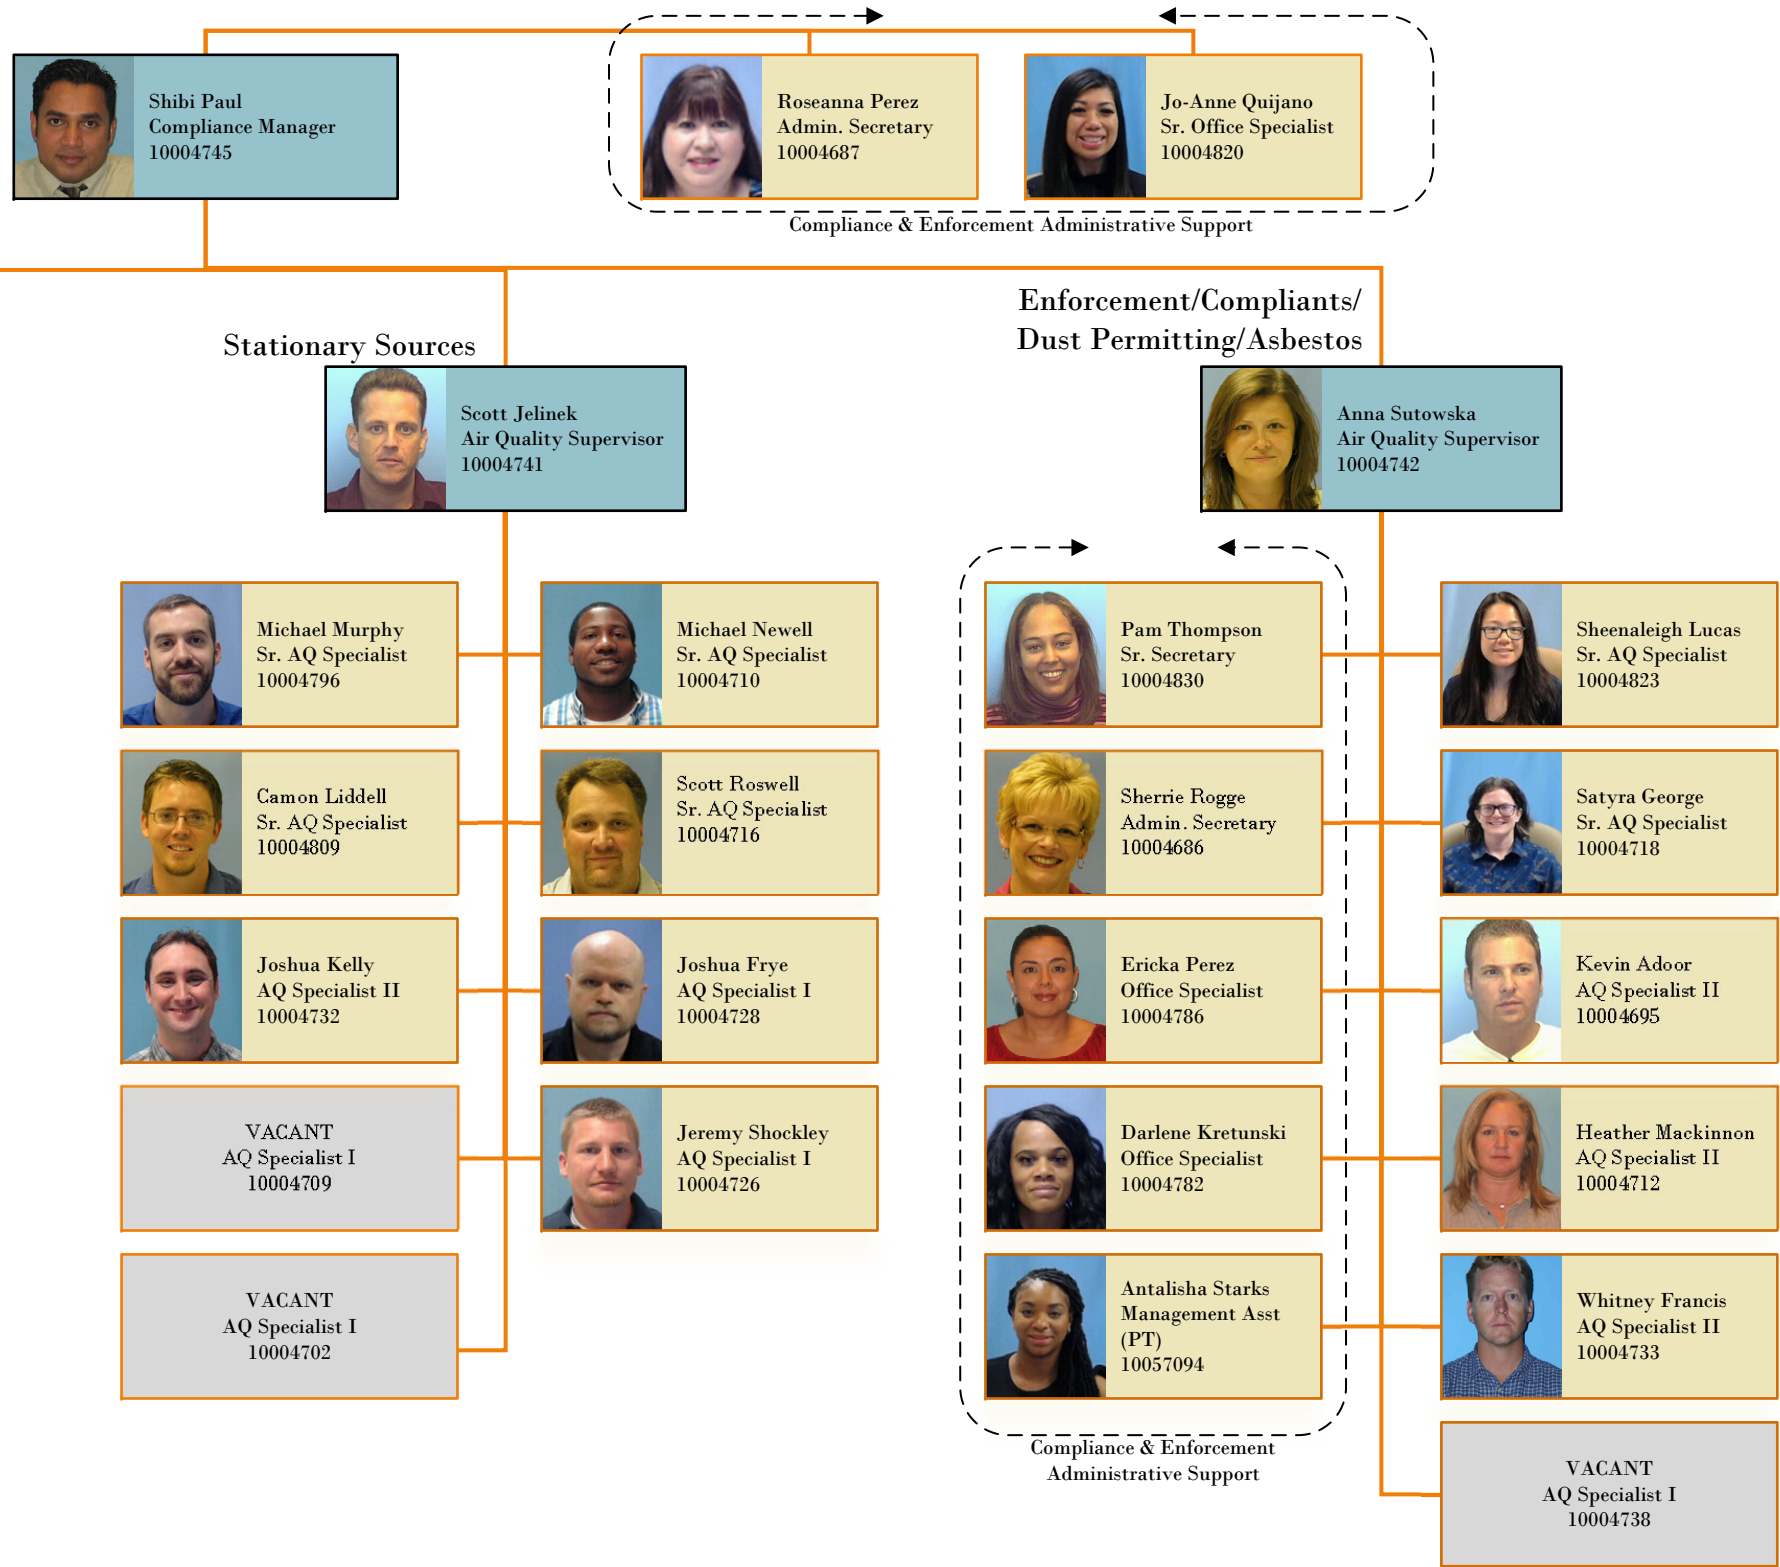 Shibi Paul
Compliance Manager
10004745
Roseanna Perez
Admin. Secretary
10004687
Jo-Anne Quijano
Sr. Office Specialist
10004820
Compliance & Enforcement Administrative Support
Stationary Sources
Enforcement/Compliants/
Dust Permitting/Asbestos
Scott Jelinek
Air Quality Supervisor
10004741
Anna Sutowska
Air Quality Supervisor
10004742
Michael Murphy
Sr. AQ Specialist
10004796
Michael Newell
Sr. AQ Specialist
10004710
Pam Thompson
Sr. Secretary
10004830
Sheenaleigh Lucas
Sr. AQ Specialist
10004823
Camon Liddell
Sr. AQ Specialist
10004809
Scott Roswell
Sr. AQ Specialist
10004716
Sherrie Rogge
Admin. Secretary
10004686
Satyra George
Sr. AQ Specialist
10004718
Joshua Kelly
AQ Specialist II
10004732
Joshua Frye
AQ Specialist I
10004728
Ericka Perez
Office Specialist
10004786
Kevin Adoor
AQ Specialist II
10004695
VACANT
AQ Specialist I
10004709
Jeremy Shockley
AQ Specialist I
10004726
Darlene Kretunski
Office Specialist
10004782
Heather Mackinnon
AQ Specialist II
10004712
VACANT
AQ Specialist I
10004702
Antalisha Starks
Management Asst
(PT)
10057094
Whitney Francis
AQ Specialist II
10004733
Compliance & Enforcement
Administrative Support
VACANT
AQ Specialist I
10004738